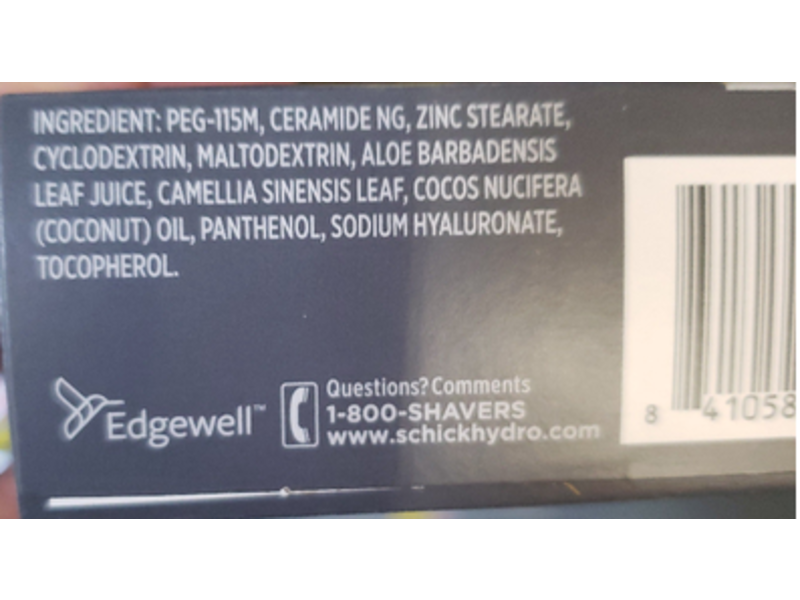 INGREDIENT: PEG-115M, CERAMIDE NG, ZINC STEARATE,
CYCLODEXTRIN, MALTODEXTRIN, ALOE BARBADENSIS
LEAF JUICE, CAMELLIA SINENSIS LEAF, COCOS NUCIFERA
(COCONUT) OIL, PANTHENOL, SODIUM HYALURONATE,
TOCOPHEROL.
Edgewell™
Questions? Comments
1-800-SHAVERS
www.schickhydro.com
8 41058